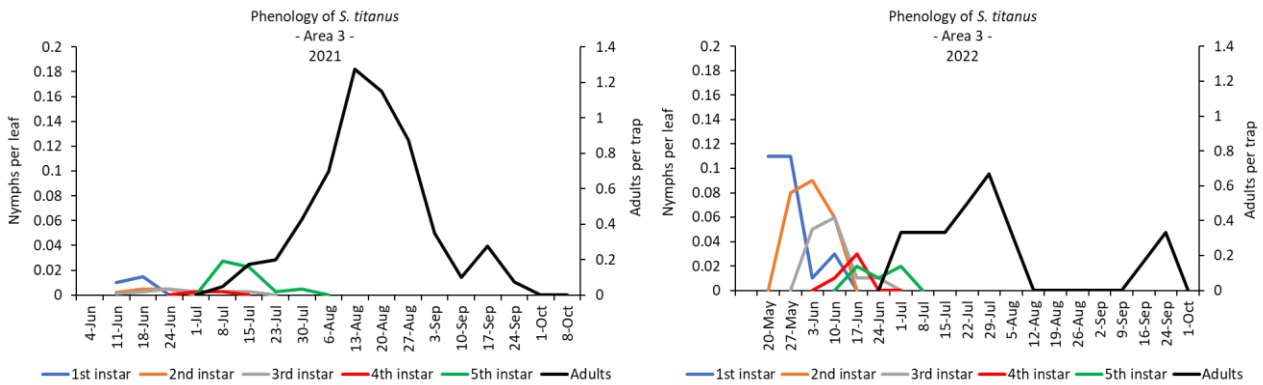 Phenology of S. titanus
- Area 3 -
2021
0.2
0.18
0.16
0.14
0.12
0.1
0.08
0.06
0.04
0.02
0
Nymphs per leaf
1.4
1.2
1
0.8
0.6
0.4
0.2
0
Adults per trap
4-Jun
11-Jun
18-Jun
24-Jun
1-Jul
8-Jul
15-Jul
23-Jul
30-Jul
6-Aug
13-Aug
20-Aug
27-Aug
3-Sep
10-Sep
17-Sep
24-Sep
1-Oct
8-Oct
1st instar 2nd instar 3rd instar 4th instar 5th instar Adults
Phenology of S. titanus
- Area 3 -
2022
0.2
0.18
0.16
0.14
0.12
0.1
0.08
0.06
0.04
0.02
0
Nymphs per leaf
1.4
1.2
1
0.8
0.6
0.4
0.2
0
Adults per trap
20-May
27-May
3-Jun
10-Jun
17-Jun
24-Jun
1-Jul
8-Jul
15-Jul
22-Jul
29-Jul
5-Aug
12-Aug
19-Aug
26-Aug
2-Sep
9-Sep
16-Sep
24-Sep
1-Oct
1st instar 2nd instar 3rd instar 4th instar 5th instar Adults